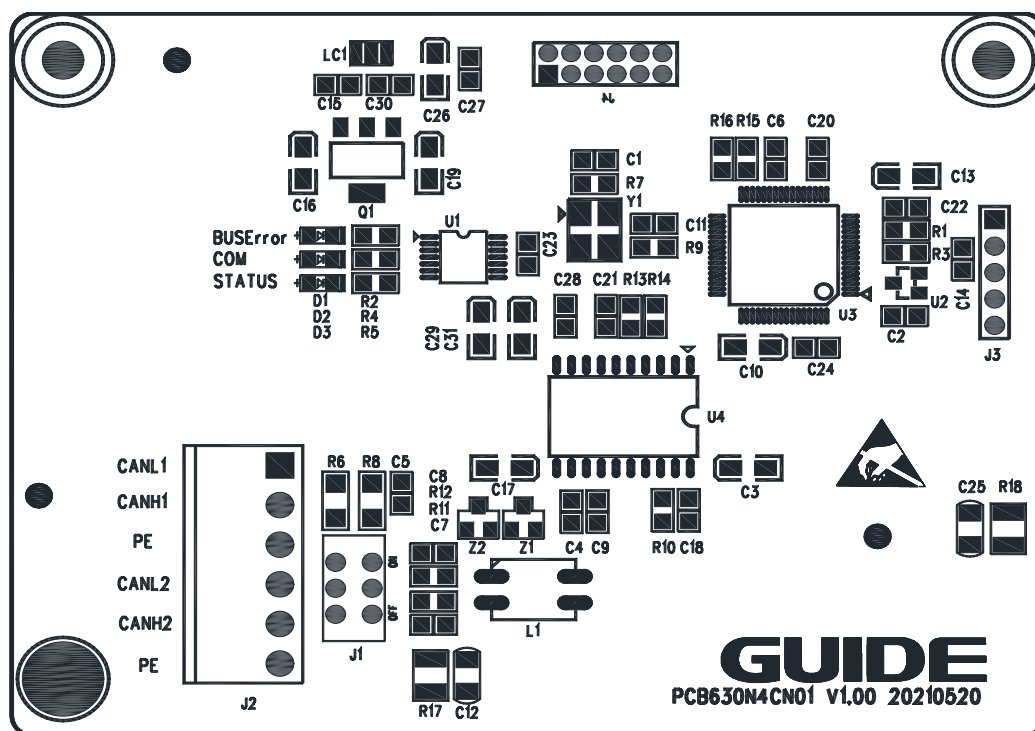 LC1
C15 C30
C26
C27
C16
C19
Q1
C1
R7
Y1
R16 R15 C6 C20
C13
C22
R1
R3
C11
R9
U1
C23
BUSError
COM
STATUS
D1 R2
D2 R4
D3 R5
C28 C21 R13 R14
C29 C31
U3
U2
C14
C2
J3
C10
C24
U4
CANL1
CANH1
PE
CANL2
CANH2
PE
J2
R6 R8 C5
C8
R12
R11
C7
C17
Z2 Z1
C4 C9
R10 C18
C3
C25 R18
ON
OFF
J1
L1
R17 C12
GUIDE
PCB630N4CN01 V1.00 20210520